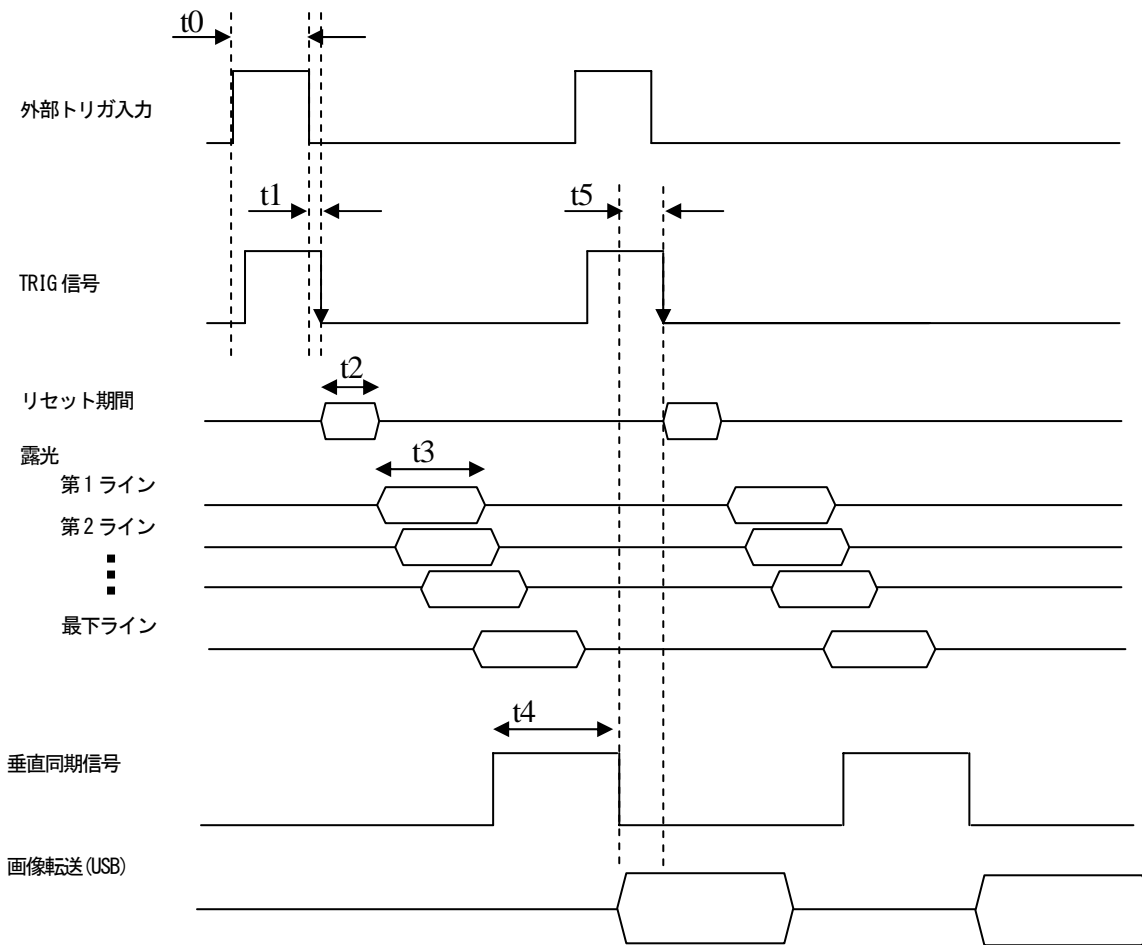 t0
外部トリガ入力
t1
t5
TRIG 信号
t2
リセット期間
露光
t3
第1ライン
第2ライン
最下ライン
t4
垂直同期信号
画像転送(USB)